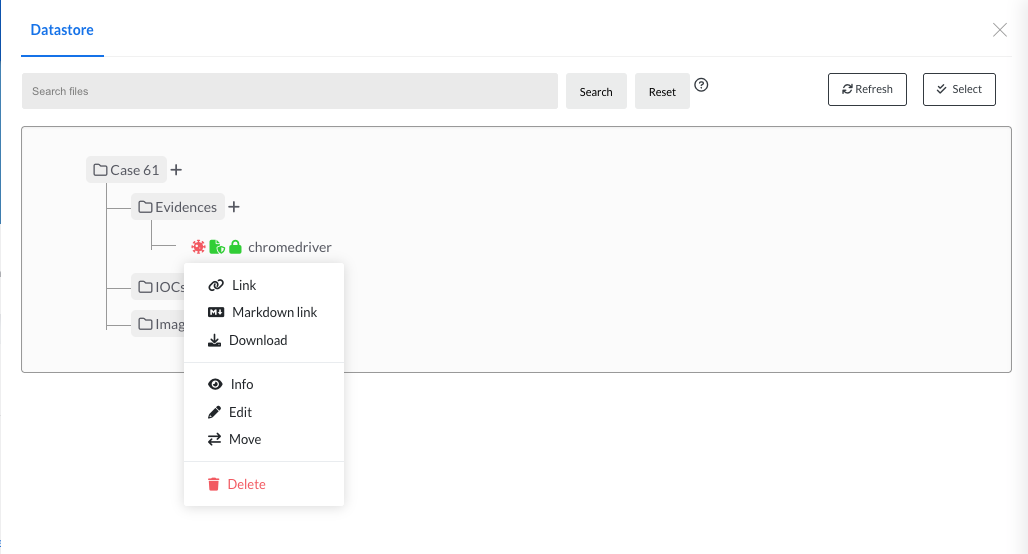 Datastore
Search files
Search
Reset
Refresh
Select
Case 61
Evidences
chromedriver
IOCs
Imag
Link
Markdown link
Download
Info
Edit
Move
Delete